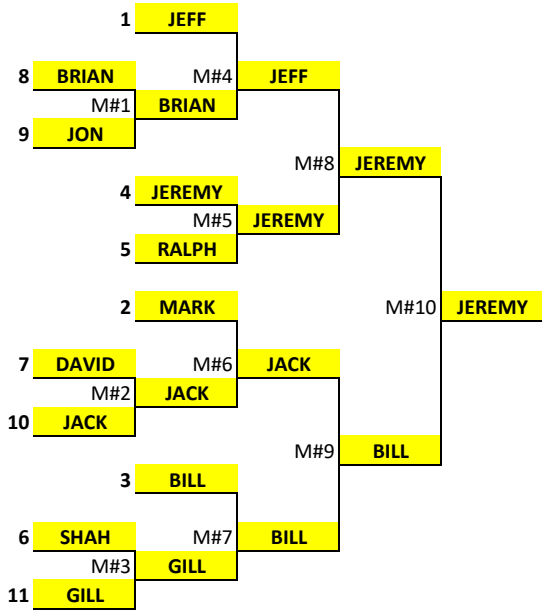 1 JEFF
8 BRIAN M#4 JEFF
M#1 BRIAN
9 JON
M#8 JEREMY
4 JEREMY
M#5 JEREMY
5 RALPH
2 MARK M#10 JEREMY
7 DAVID M#6 JACK
M#2 JACK
10 JACK
M#9 BILL
3 BILL
6 SHAH M#7 BILL
M#3 GILL
11 GILL